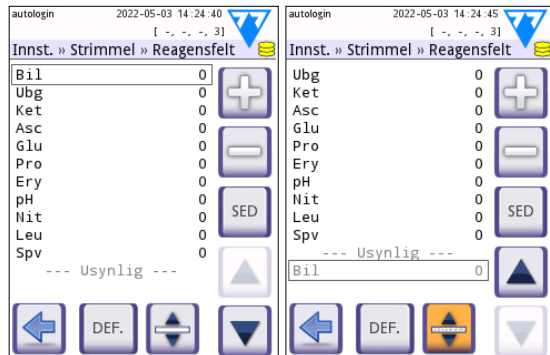 autologin 2022-05-03 14:24:40
[ -, -, -, 3]
Innst. » Strimmel » Reagensfelt
Bil 0
Ubg 0
Ket 0
Asc 0
Glu 0
Pro 0
Ery 0
pH 0
Nit 0
Leu 0
Spv 0
--- Usynlig ---
SED
DEF.
autologin 2022-05-03 14:24:45
[ -, -, -, 3]
Innst. » Strimmel » Reagensfelt
Ubg 0
Ket 0
Asc 0
Glu 0
Pro 0
Ery 0
pH 0
Nit 0
Leu 0
Spv 0
--- Usynlig ---
Bil 0
SED
DEF.